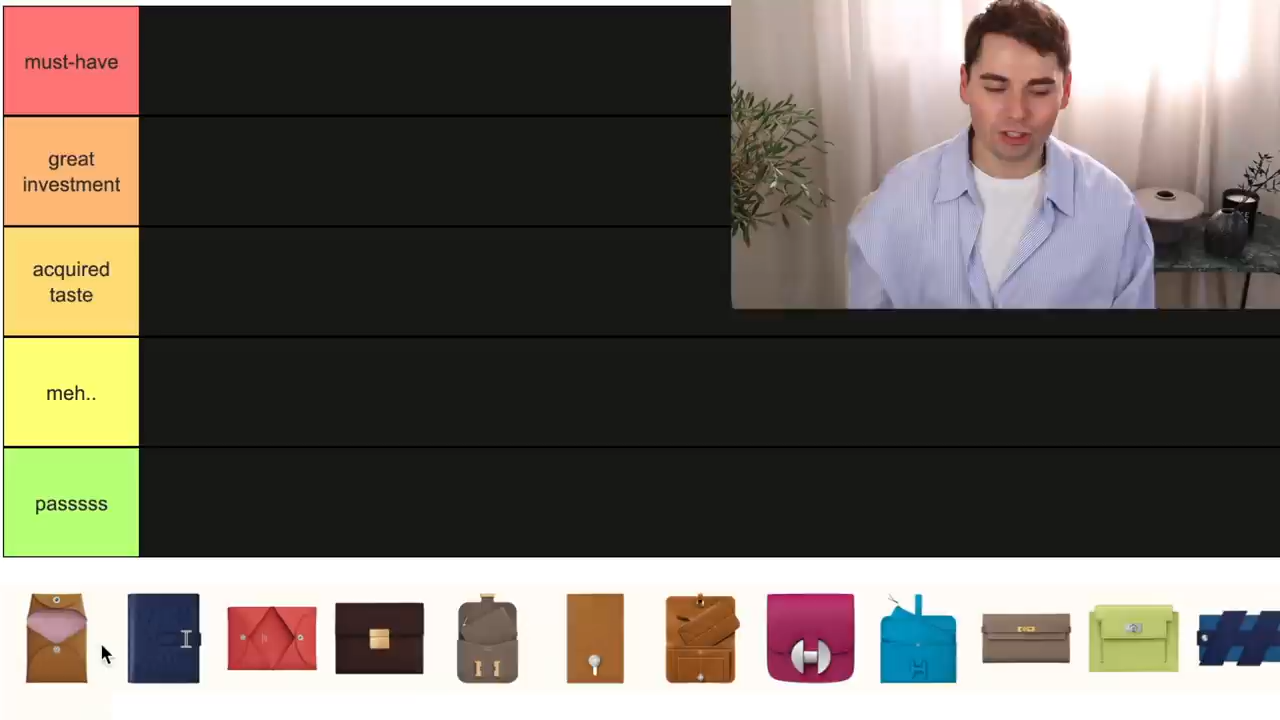 must-have
great
investment
acquired
taste
meh..
passsss